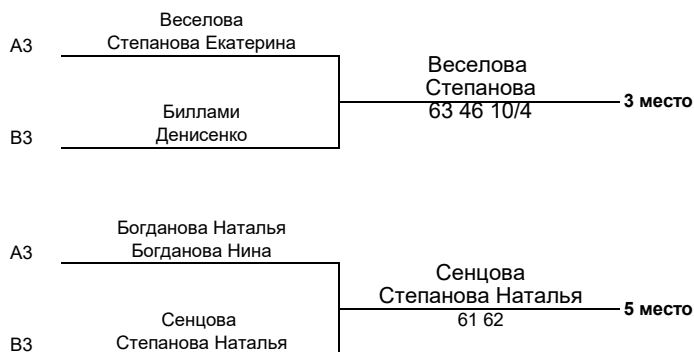 Веселова
A3
Степанова Екатерина
Веселова
Степанова
3 место
63 46 10/4
Биллами
B3
Денисенко
Богданова Наталья
A3
Богданова Нина
Сенцова
Степанова Наталья
5 место
61 62
Сенцова
B3
Степанова Наталья